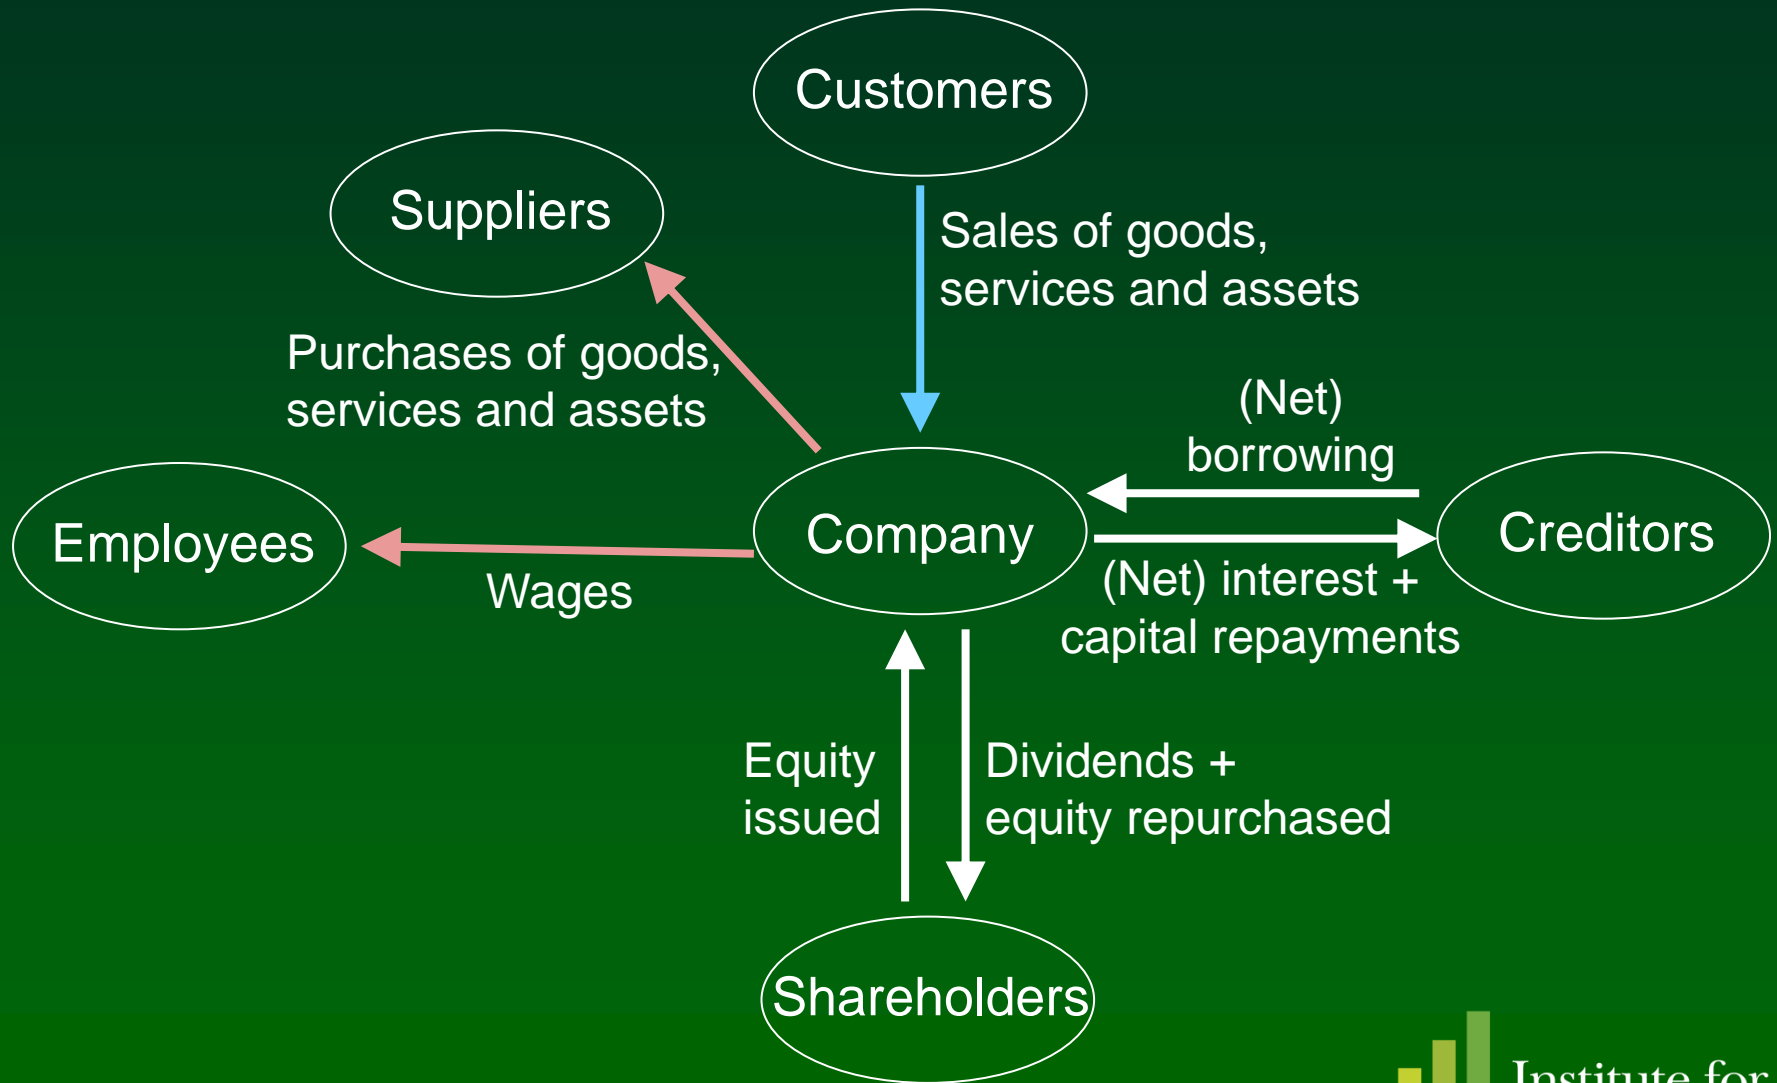 Customers
Suppliers
Sales of goods,
services and assets
Purchases of goods,
services and assets
(Net)
borrowing
Employees
Company
Creditors
Wages
(Net) interest +
capital repayments
Equity
issued
Dividends +
equity repurchased
Shareholders
Institute for